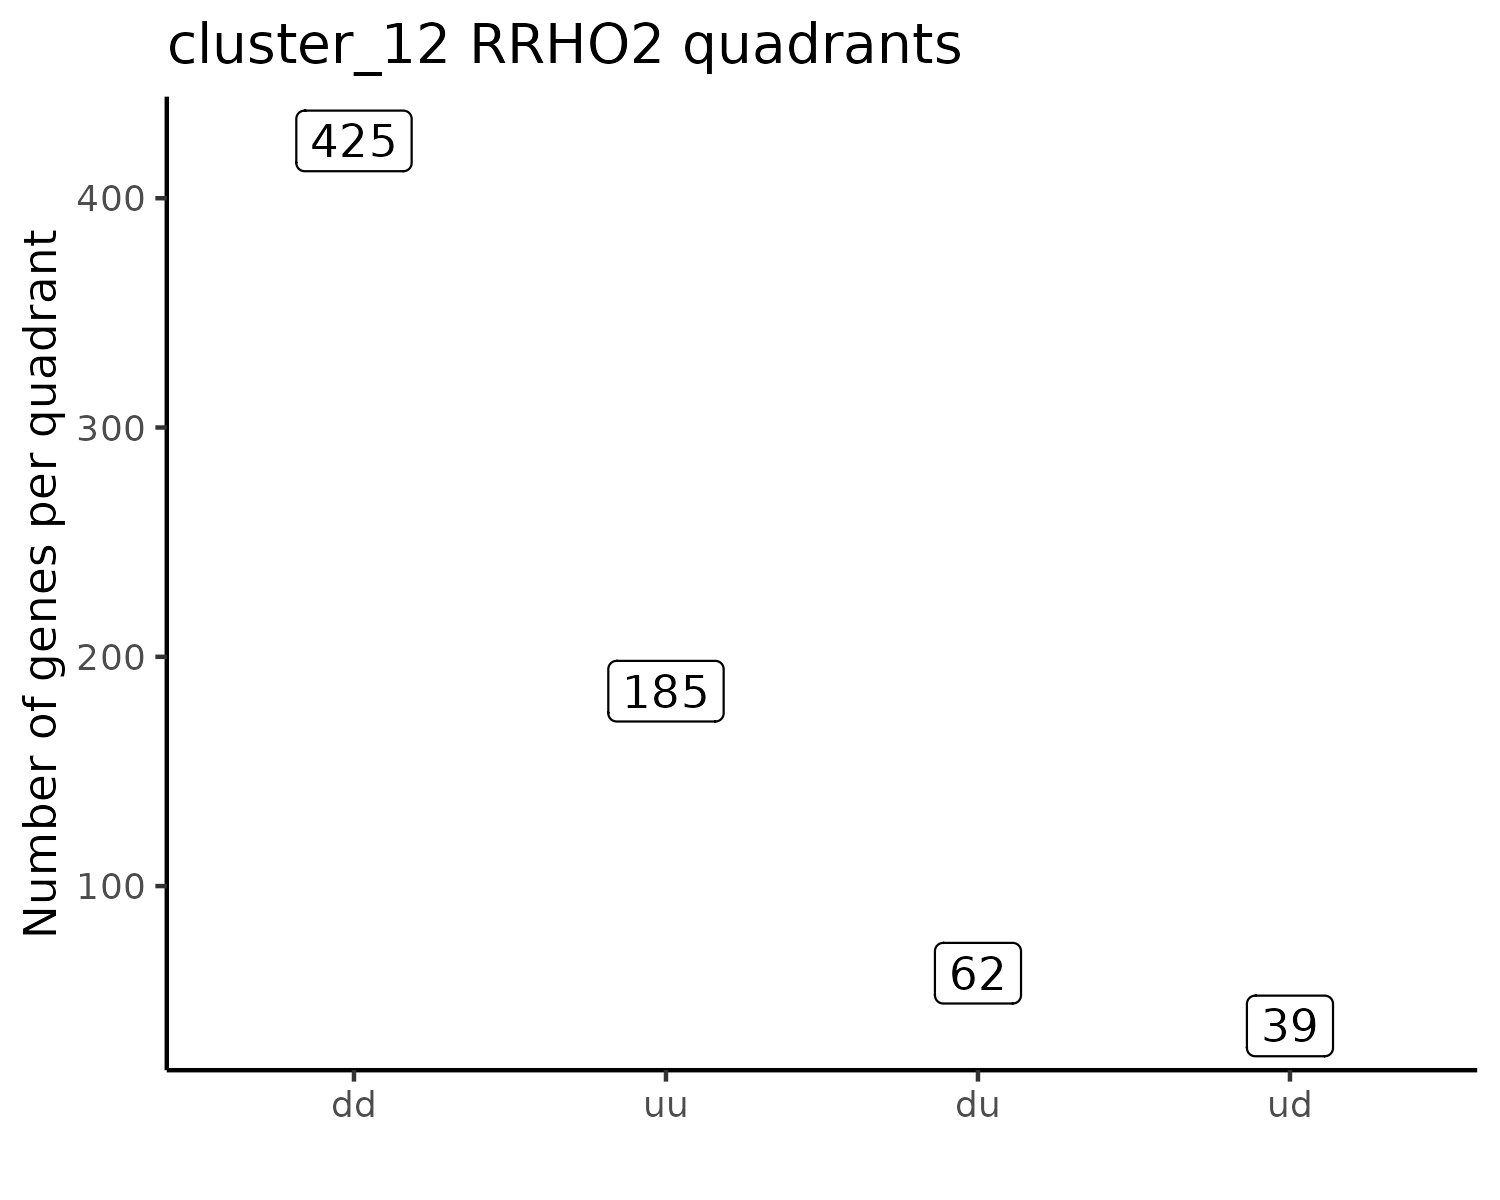 cluster_12 RRHO2 quadrants
Number of genes per quadrant
400
300
200
100
425
185
62
39
dd
uu
du
ud